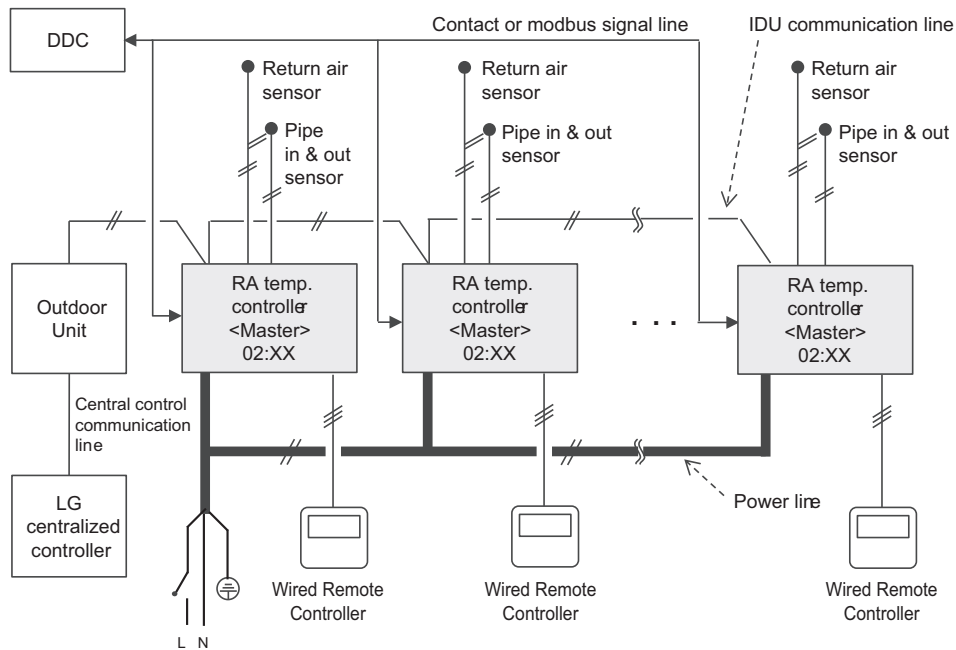 DDC
Contact or modbus signal line
IDU communication line
Return air
sensor
Pipe
in & out
sensor
Return air
sensor
Pipe in & out
sensor
Return air
sensor
Pipe in & out
sensor
Outdoor
Unit
RA temp.
controller
<Master>
02:XX
RA temp.
controller
<Master>
02:XX
. . .
RA temp.
controller
<Master>
02:XX
Central control
communication
line
LG
centralized
controller
Power line
L N
Wired Remote
Controller
Wired Remote
Controller
Wired Remote
Controller